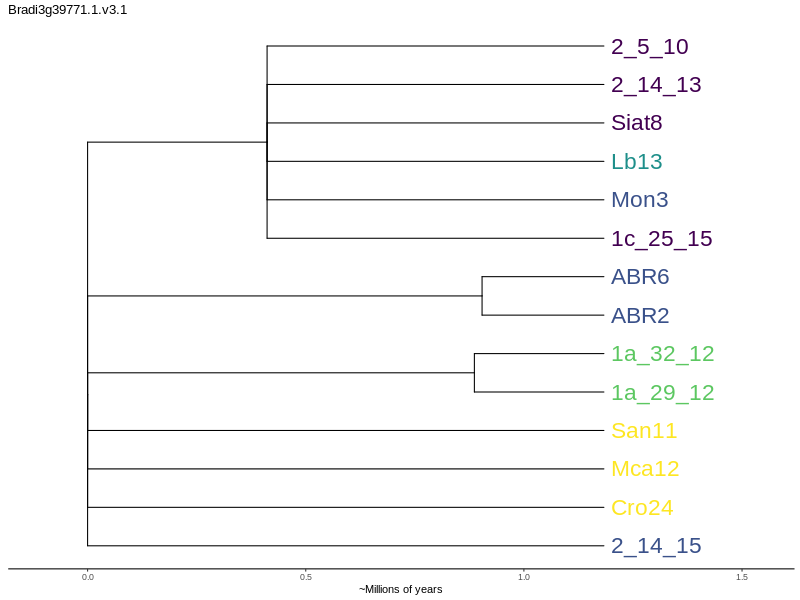 Bradi3g39771.1.v3.1
2_5_10
2_14_13
Siat8
Lb13
Mon3
1c_25_15
ABR6
ABR2
1a_32_12
1a_29_12
San11
Mca12
Cro24
2_14_15
0.0 0.5 1.0 1.5
~Millions of years